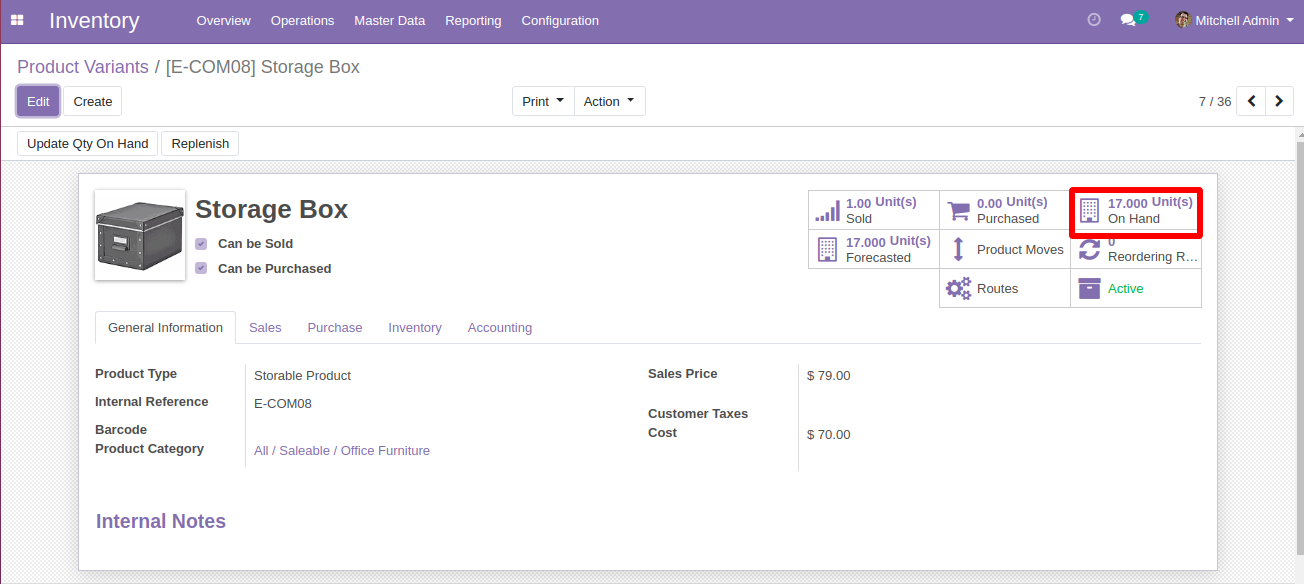 Inventory Overview Operations Master Data Reporting Configuration 7 Mitchell Admin
Product Variants / [E-COM08] Storage Box
Edit Create Print Action 7 / 36
Update Qty On Hand Replenish
Storage Box
Can be Sold
Can be Purchased
1.00 Unit(s)
Sold
0.00 Unit(s)
Purchased
17.000 Unit(s)
On Hand
17.000 Unit(s)
Forecasted
Product Moves
0
Reordering R...
Routes
Active
General Information Sales Purchase Inventory Accounting
Product Type Storable Product
Internal Reference E-COM08
Barcode
Product Category All / Saleable / Office Furniture
Sales Price $ 79.00
Customer Taxes
Cost $ 70.00
Internal Notes